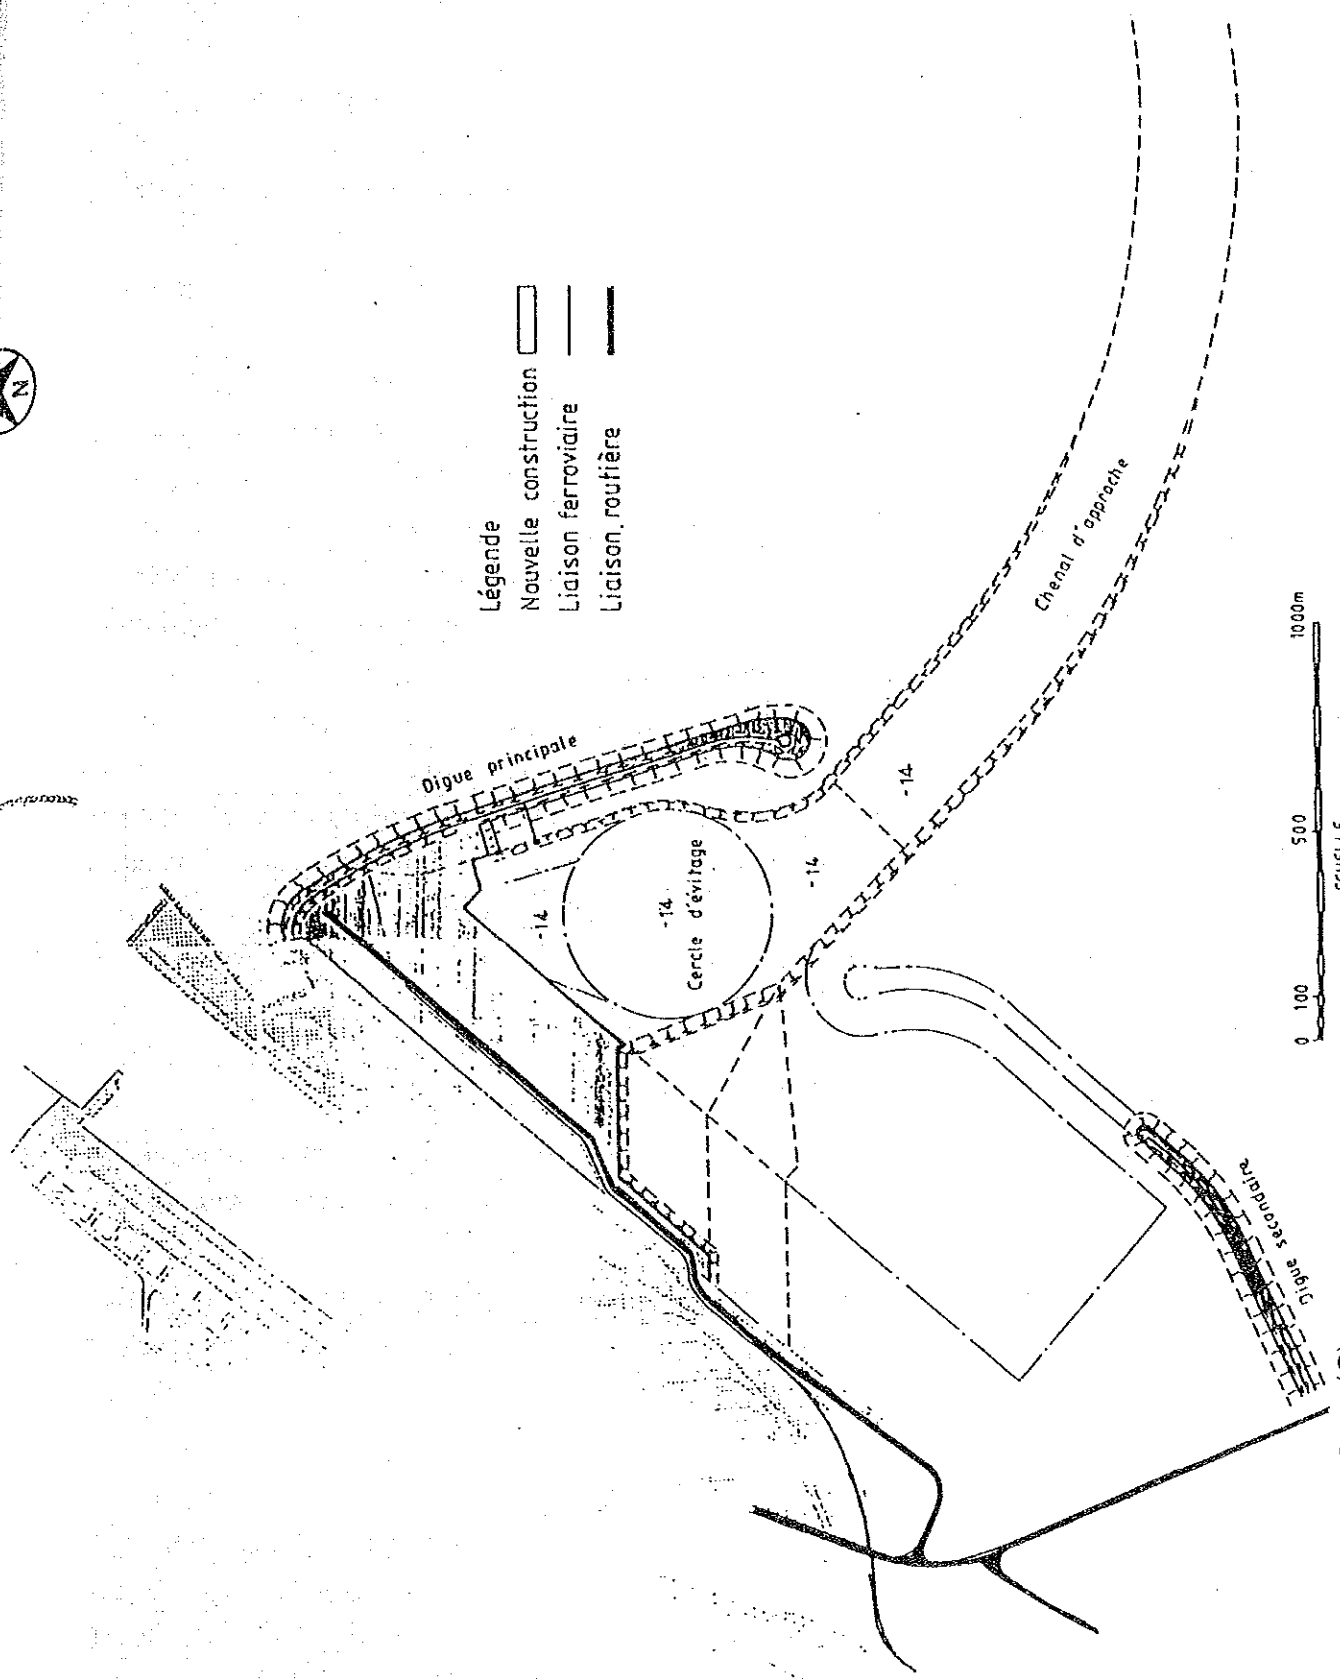 N
Légende
Nouvelle construction
Liaison ferroviaire
Liaison routière
Digue principale
-14
-14
Cercle d'évitage
-14
-14
Chenal d'approche
Digue secondaire
0 100 500 1000m